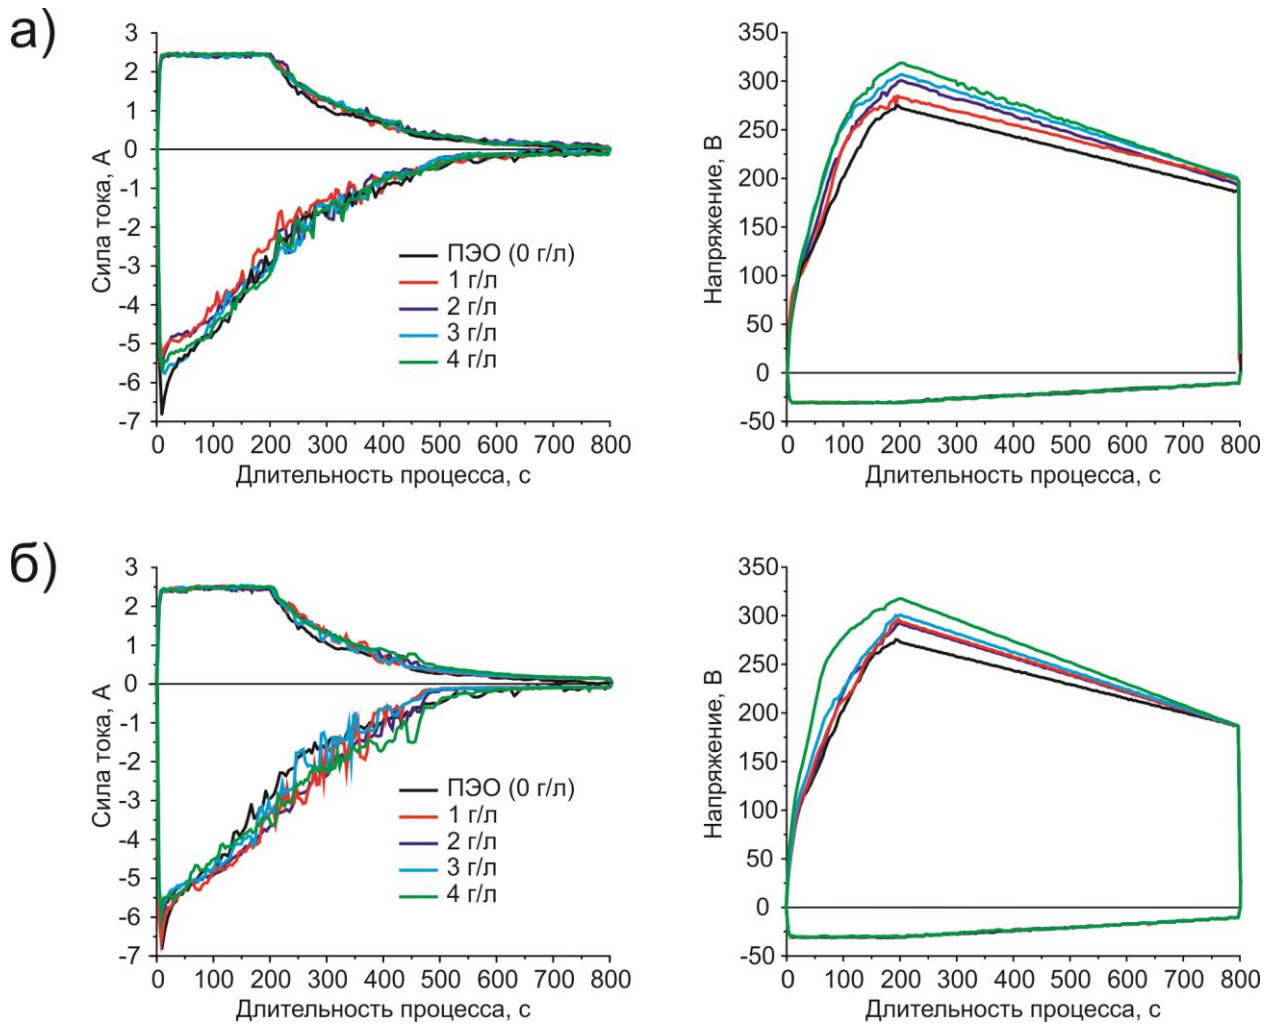 а)
3
2
1
0
-1
-2
-3
-4
-5
-6
-7
Сила тока, А
ПЭО (0 г/л)
1 г/л
2 г/л
3 г/л
4 г/л
0 100 200 300 400 500 600 700 800
Длительность процесса, с
350
300
250
200
150
100
50
0
-50
Напряжение, В
0 100 200 300 400 500 600 700 800
Длительность процесса, с
б)
3
2
1
0
-1
-2
-3
-4
-5
-6
-7
Сила тока, А
ПЭО (0 г/л)
1 г/л
2 г/л
3 г/л
4 г/л
0 100 200 300 400 500 600 700 800
Длительность процесса, с
350
300
250
200
150
100
50
0
-50
Напряжение, В
0 100 200 300 400 500 600 700 800
Длительность процесса, с